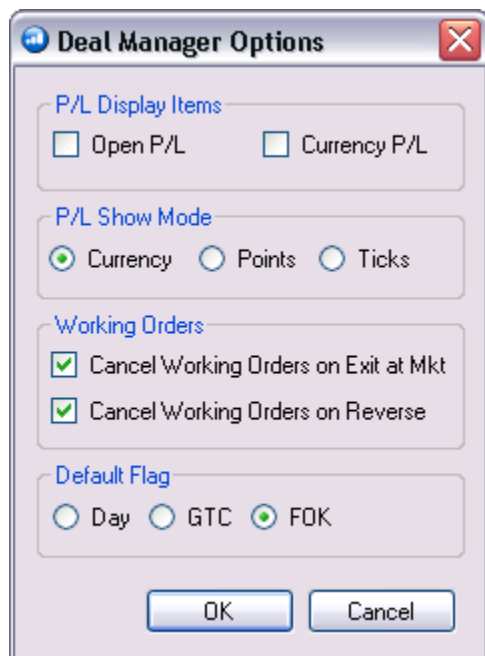 Deal Manager Options
P/L Display Items
Open P/L Currency P/L
P/L Show Mode
Currency Points Ticks
Working Orders
Cancel Working Orders on Exit at Mkt
Cancel Working Orders on Reverse
Default Flag
Day GTC FOK
OK Cancel